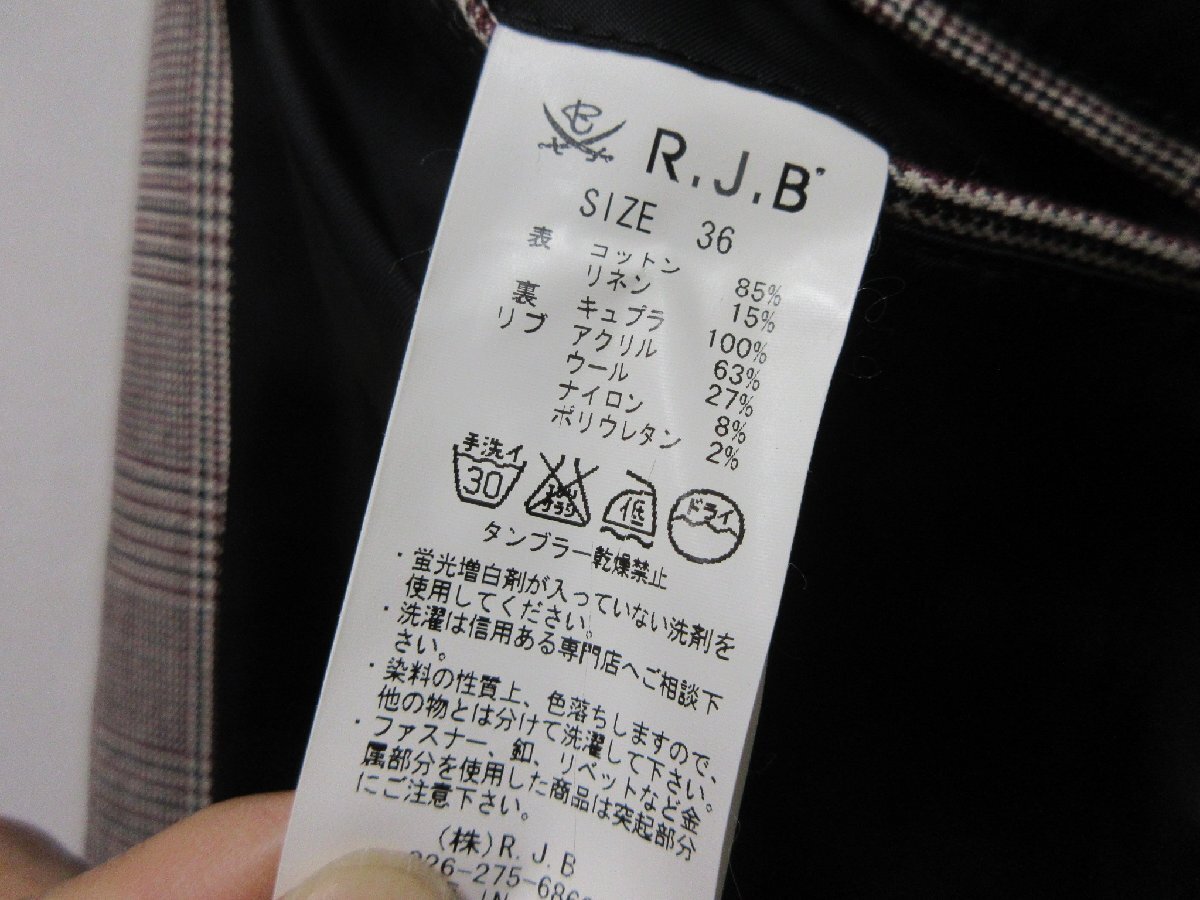 R.J.B
SIZE 36
表 コットン 85%
リネン 15%
裏 キュプラ 100%
リブ アクリル 63%
ウール 27%
ナイロン 8%
ポリウレタン 2%
手洗イ
30
エンソサラシ
低
ドライ
タンブラー乾燥禁止
・蛍光増白剤が入っていない洗剤を
使用してください。
・洗濯は信用ある専門店へご相談下
さい。
・染料の性質上、色落ちしますので、
他の物とは分けて洗濯して下さい。
・ファスナー、釦、リベットなど金
属部分を使用した商品は突起部分
にご注意下さい。
(株)R.J.B